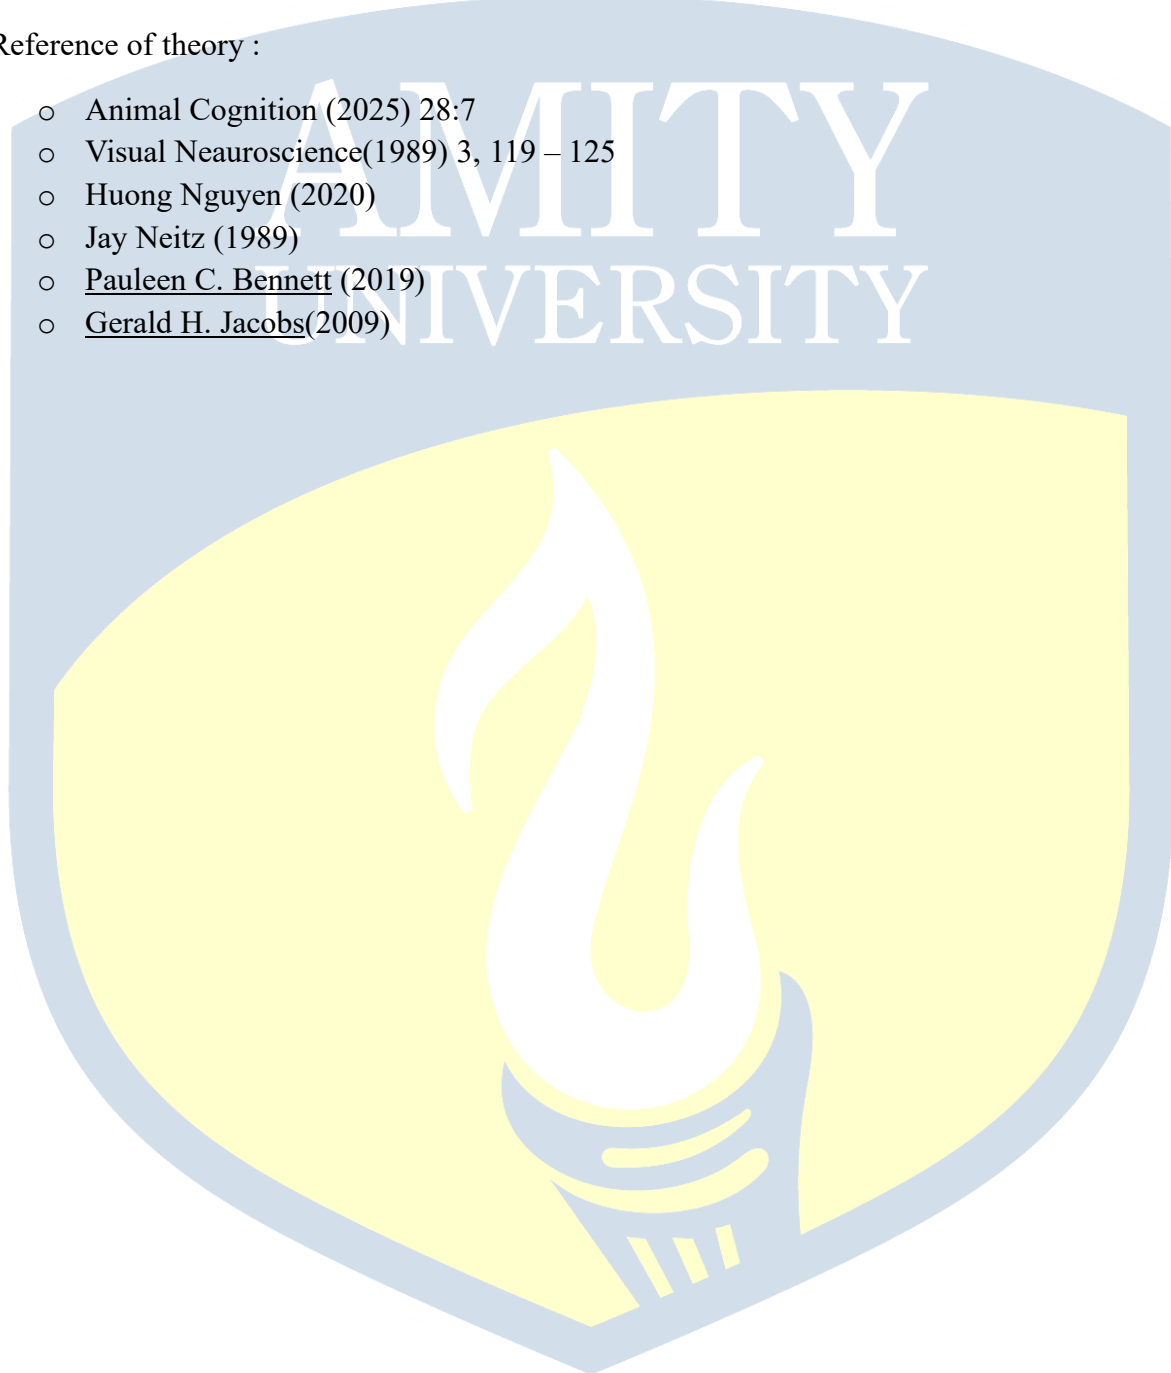 Reference of theory :
o Animal Cognition (2025) 28:7
o Visual Neauroscience(1989) 3, 119 – 125
o Huong Nguyen (2020)
o Jay Neitz (1989)
o Pauleen C. Bennett (2019)
o Gerald H. Jacobs(2009)
AMITY
UNIVERSITY